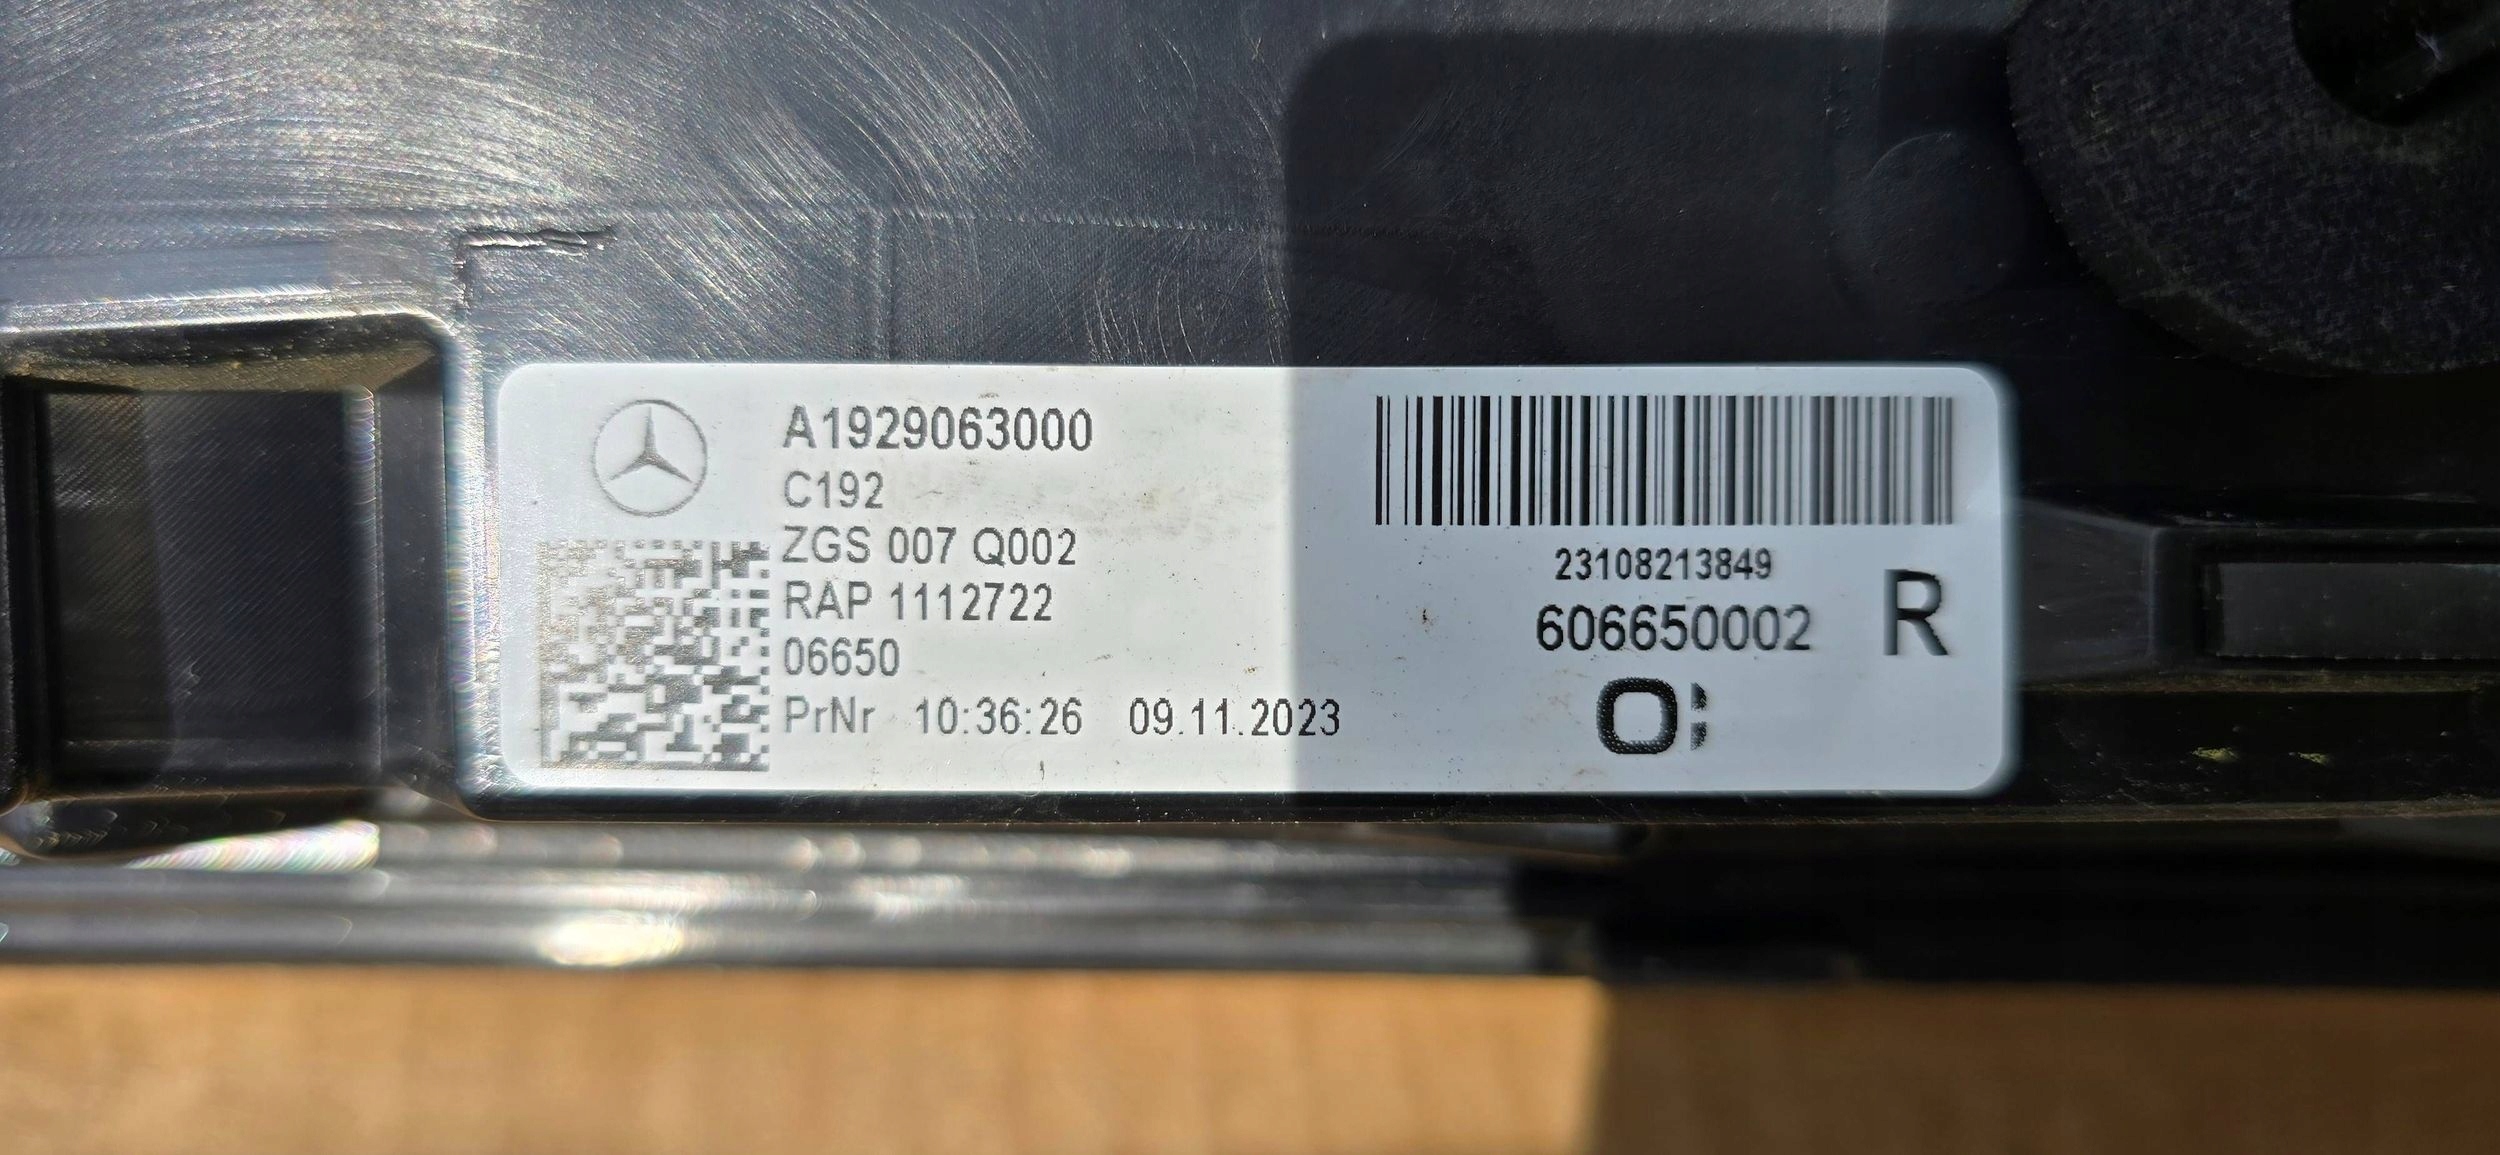 A1929063000
C192
ZGS 007 Q002
RAP 1112722
06650
PrNr 10:36:26 09.11.2023
23108213849
606650002
R